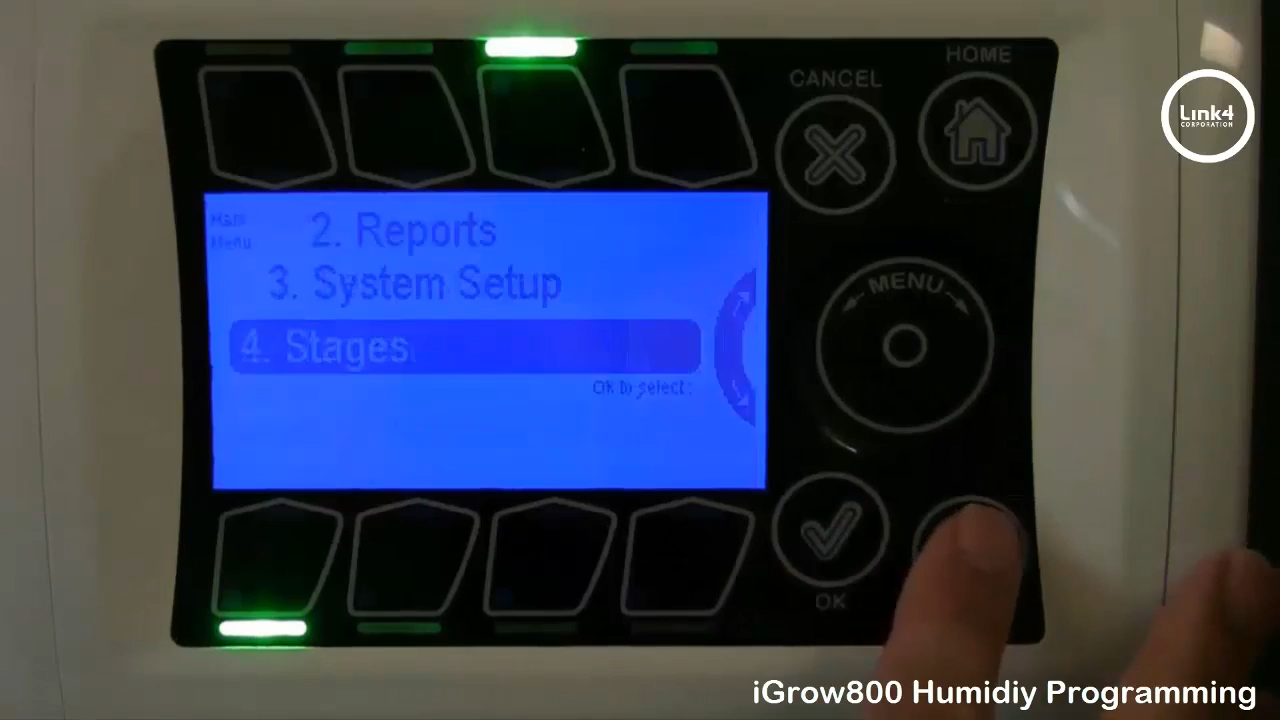 HOME
CANCEL
Link4
CORPORATION
Main
Menu
2. Reports
3. System Setup
MENU
4. Stages
Ok to select :
OK
iGrow800 Humidiy Programming